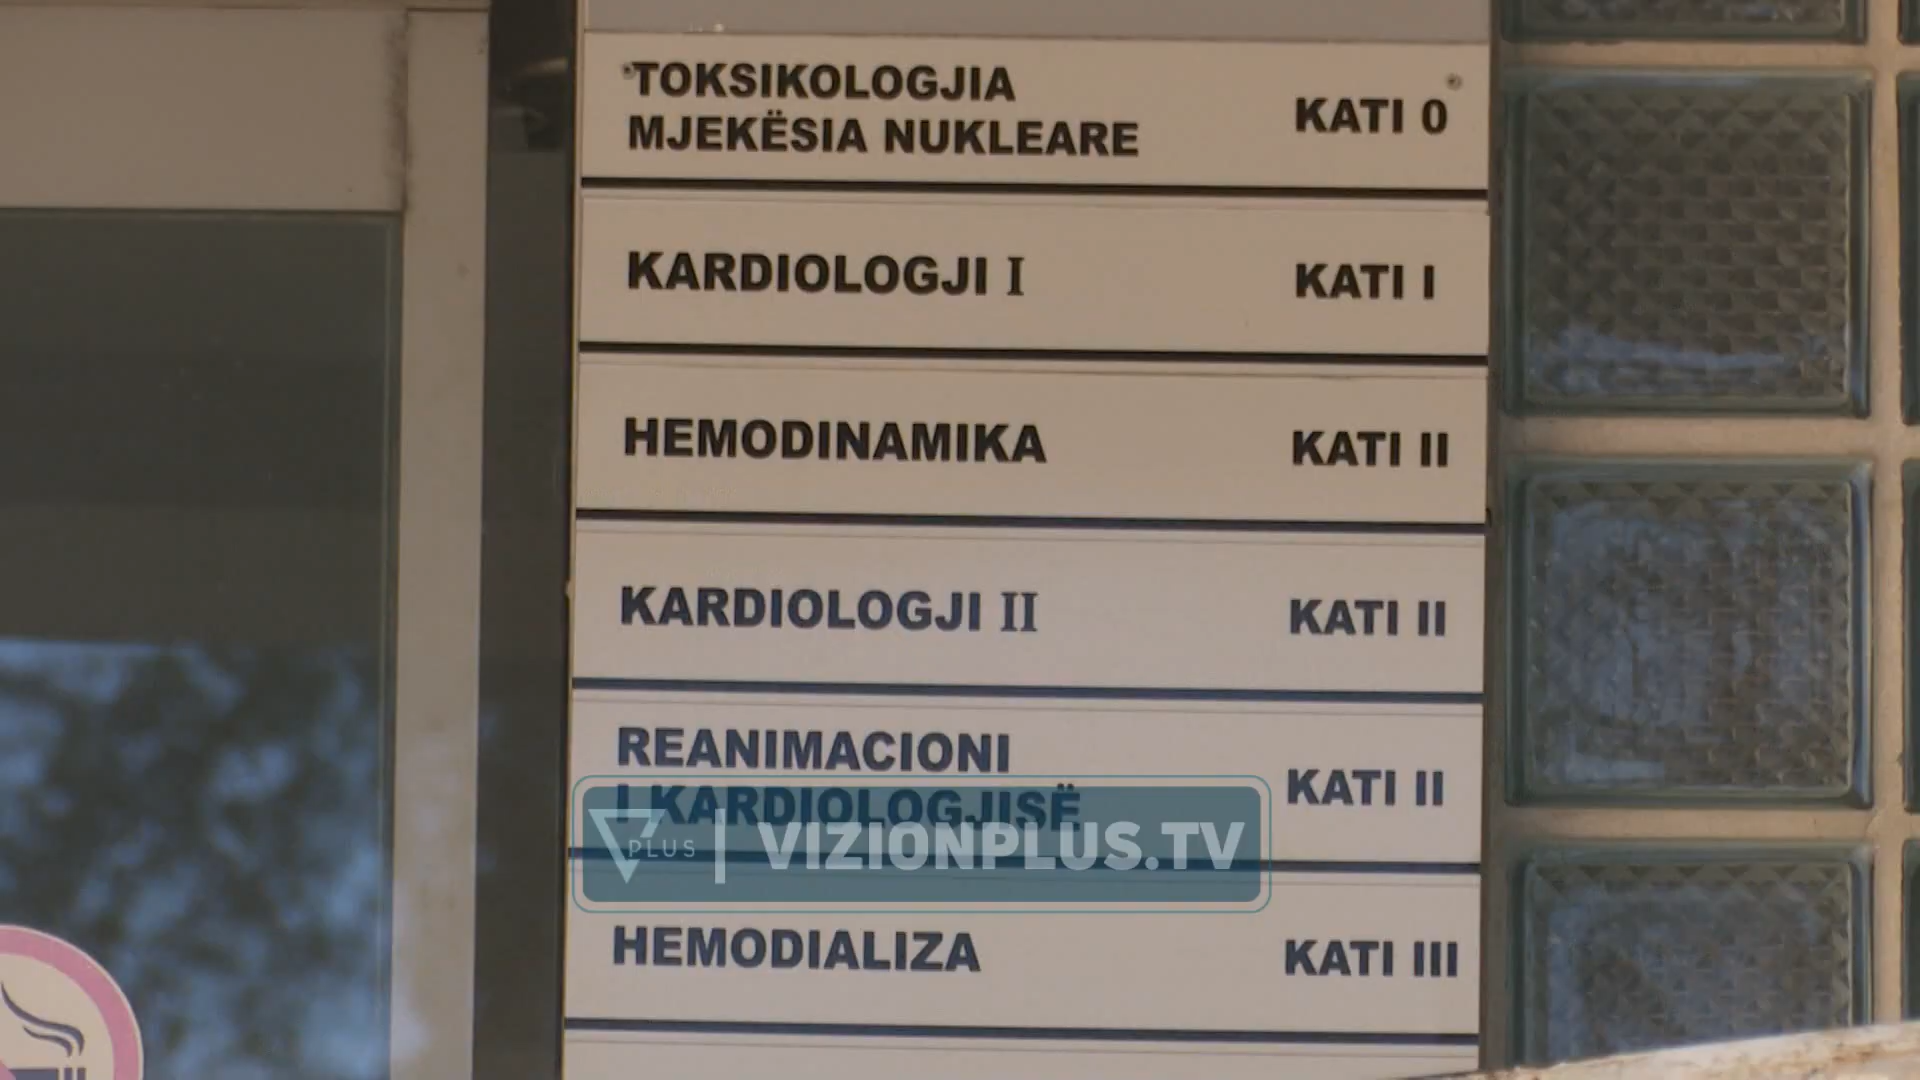 TOKSIKOLOGJIA
MJEKËSIA NUKLEARE KATI 0
KARDIOLOGJI I KATI I
HEMODINAMIKA KATI II
KARDIOLOGJI II KATI II
REANIMACIONI
I KARDIOLOGJISË KATI II
PLUS | VIZIONPLUS.TV
HEMODIALIZA KATI III